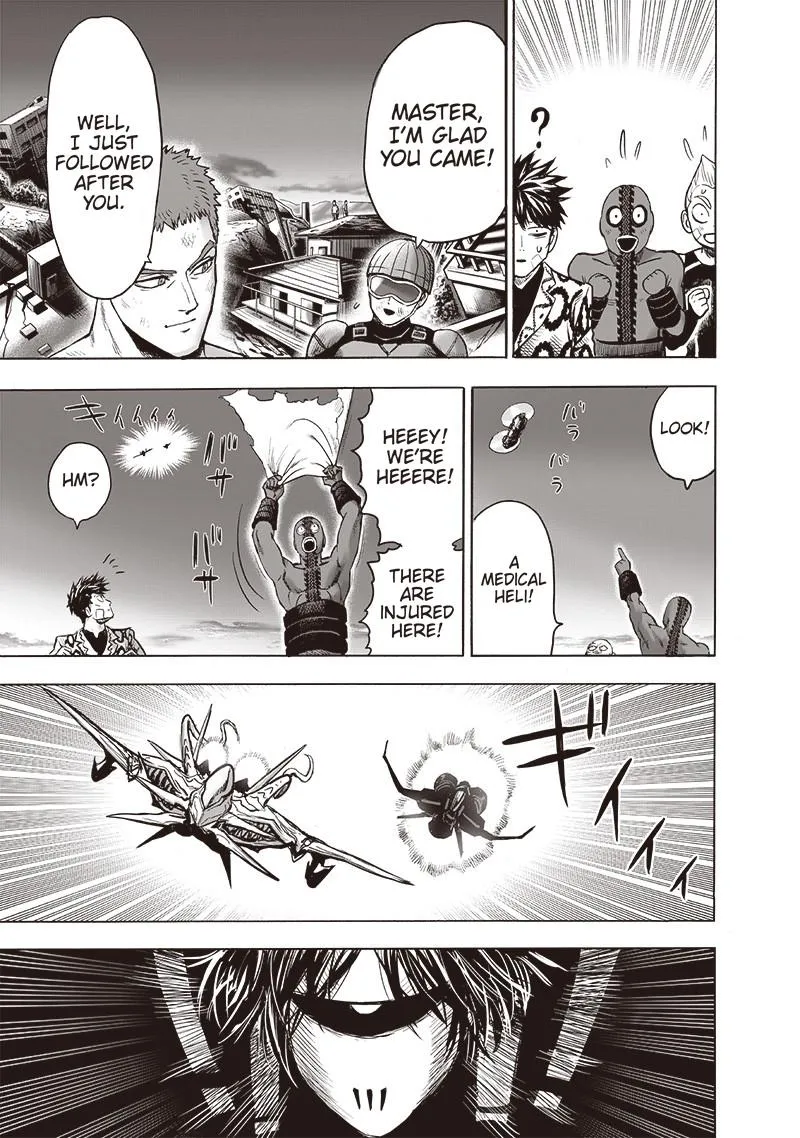 ?
MASTER,
I'M GLAD
YOU CAME!
WELL,
I JUST
FOLLOWED
AFTER
YOU.
LOOK!
バラ
バラ
A
MEDICAL
HELI!
HEEEY!
WE'RE
HEEERE!
THERE
ARE
INJURED
HERE!
バサ
バサ
キィィィィ
HM?
ギィィィ